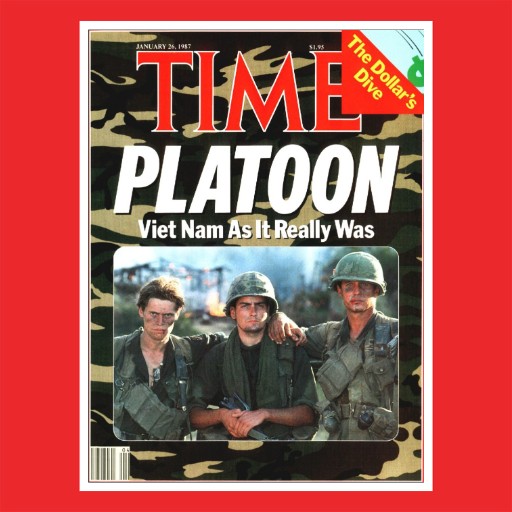 JANUARY 26, 1987
$1.95
TIME
The Dollar's
Dive
PLATOON
Viet Nam As It Really Was